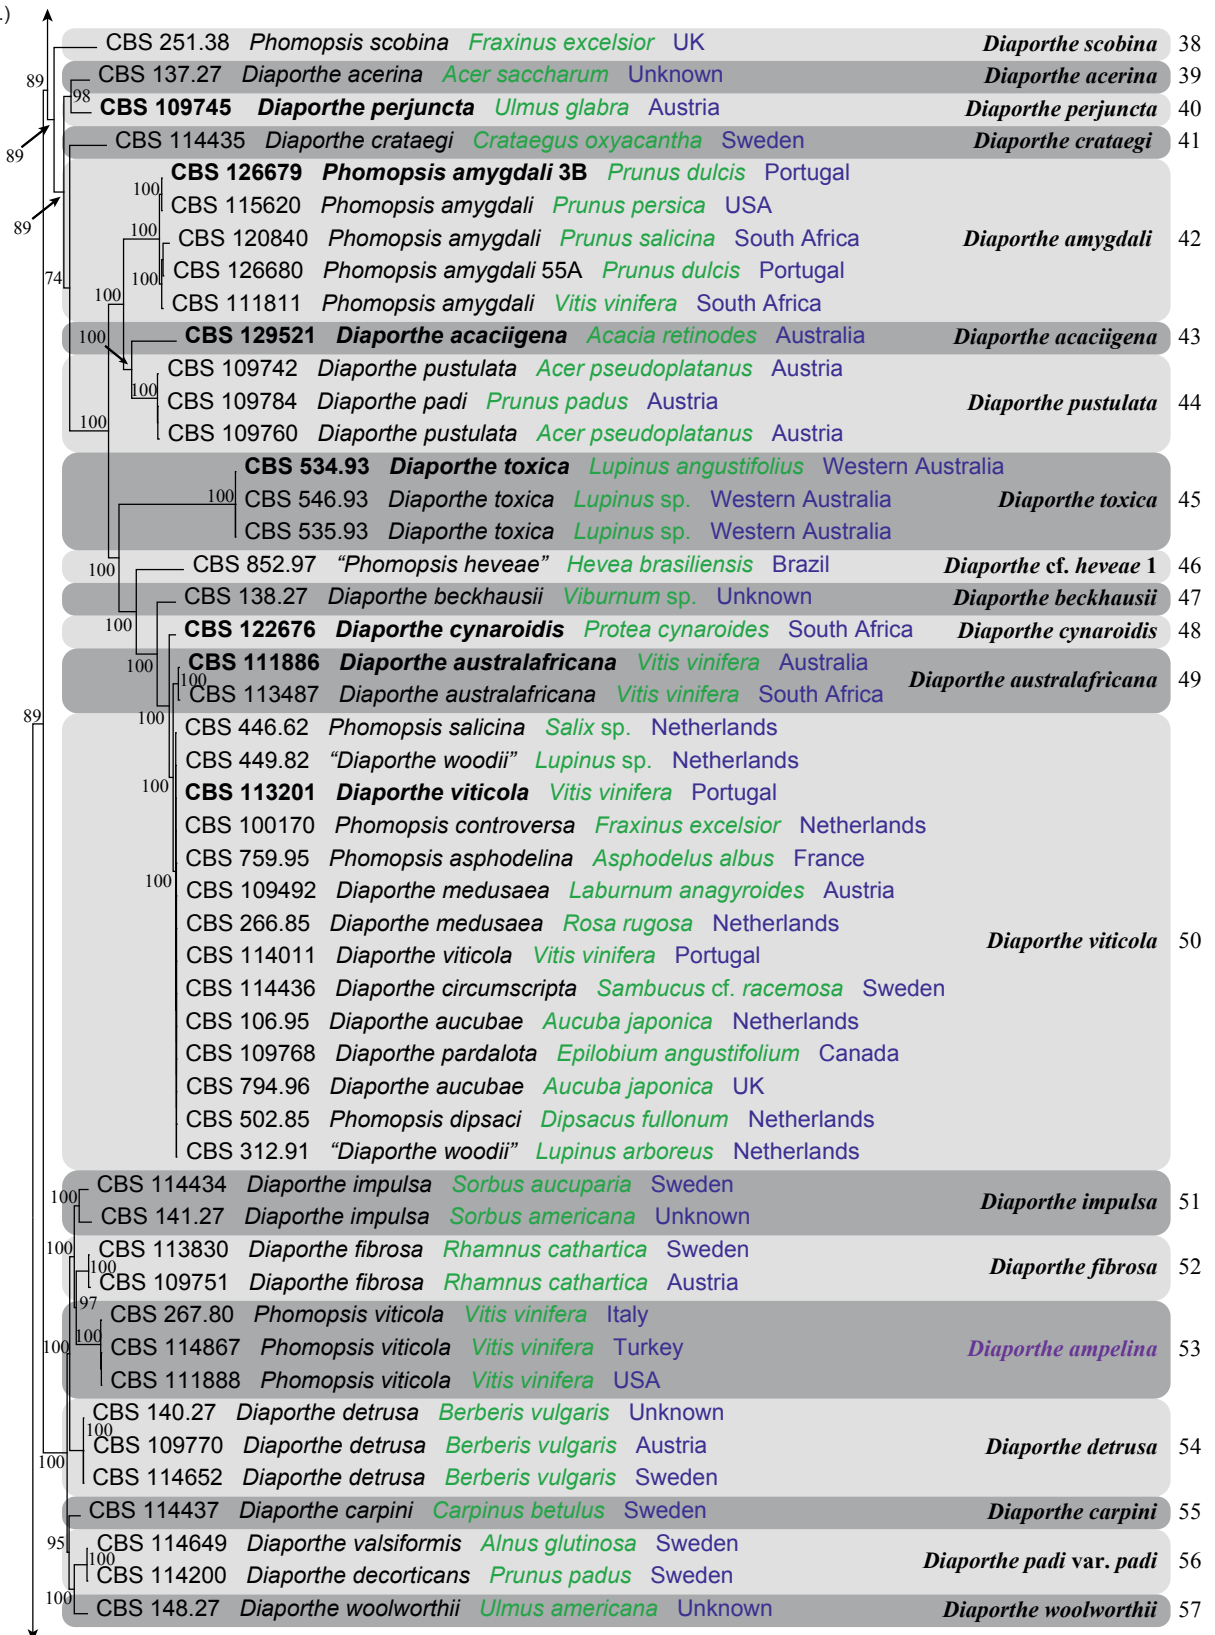 .)
CBS 251.38 Phomopsis scobina Fraxinus excelsior UK Diaporthe scobina 38
89 CBS 137.27 Diaporthe acerina Acer saccharum Unknown Diaporthe acerina 39
98 CBS 109745 Diaporthe perjuncta Ulmus glabra Austria Diaporthe perjuncta 40
89 CBS 114435 Diaporthe crataegi Crataegus oxyacantha Sweden Diaporthe crataegi 41
CBS 126679 Phomopsis amygdali 3B Prunus dulcis Portugal
100 CBS 115620 Phomopsis amygdali Prunus persica USA
89 100 CBS 120840 Phomopsis amygdali Prunus salicina South Africa Diaporthe amygdali 42
74 100 CBS 126680 Phomopsis amygdali 55A Prunus dulcis Portugal
100 CBS 111811 Phomopsis amygdali Vitis vinifera South Africa
100 CBS 129521 Diaporthe acaciigena Acacia retinodes Australia Diaporthe acaciigena 43
CBS 109742 Diaporthe pustulata Acer pseudoplatanus Austria
100 CBS 109784 Diaporthe padi Prunus padus Austria Diaporthe pustulata 44
100 CBS 109760 Diaporthe pustulata Acer pseudoplatanus Austria
CBS 534.93 Diaporthe toxica Lupinus angustifolius Western Australia
100 CBS 546.93 Diaporthe toxica Lupinus sp. Western Australia Diaporthe toxica 45
CBS 535.93 Diaporthe toxica Lupinus sp. Western Australia
100 CBS 852.97 “Phomopsis heveae” Hevea brasiliensis Brazil Diaporthe cf. heveae 1 46
CBS 138.27 Diaporthe beckhausii Viburnum sp. Unknown Diaporthe beckhausii 47
100 CBS 122676 Diaporthe cynaroidis Protea cynaroides South Africa Diaporthe cynaroidis 48
100 CBS 111886 Diaporthe australafricana Vitis vinifera Australia Diaporthe australafricana 49
100 CBS 113487 Diaporthe australafricana Vitis vinifera South Africa
89 100 CBS 446.62 Phomopsis salicina Salix sp. Netherlands
CBS 449.82 “Diaporthe woodii” Lupinus sp. Netherlands
100 CBS 113201 Diaporthe viticola Vitis vinifera Portugal
CBS 100170 Phomopsis controversa Fraxinus excelsior Netherlands
CBS 759.95 Phomopsis asphodelina Asphodelus albus France
100 CBS 109492 Diaporthe medusaea Laburnum anagyroides Austria
CBS 266.85 Diaporthe medusaea Rosa rugosa Netherlands
CBS 114011 Diaporthe viticola Vitis vinifera Portugal Diaporthe viticola 50
CBS 114436 Diaporthe circumscripta Sambucus cf. racemosa Sweden
CBS 106.95 Diaporthe aucubae Aucuba japonica Netherlands
CBS 109768 Diaporthe pardalota Epilobium angustifolium Canada
CBS 794.96 Diaporthe aucubae Aucuba japonica UK
CBS 502.85 Phomopsis dipsaci Dipsacus fullonum Netherlands
CBS 312.91 “Diaporthe woodii” Lupinus arboreus Netherlands
CBS 114434 Diaporthe impulsa Sorbus aucuparia Sweden
100 CBS 141.27 Diaporthe impulsa Sorbus americana Unknown Diaporthe impulsa 51
100 CBS 113830 Diaporthe fibrosa Rhamnus cathartica Sweden
100 CBS 109751 Diaporthe fibrosa Rhamnus cathartica Austria Diaporthe fibrosa 52
97 CBS 267.80 Phomopsis viticola Vitis vinifera Italy
100 100 CBS 114867 Phomopsis viticola Vitis vinifera Turkey Diaporthe ampelina 53
CBS 111888 Phomopsis viticola Vitis vinifera USA
CBS 140.27 Diaporthe detrusa Berberis vulgaris Unknown
100 CBS 109770 Diaporthe detrusa Berberis vulgaris Austria Diaporthe detrusa 54
100 CBS 114652 Diaporthe detrusa Berberis vulgaris Sweden
CBS 114437 Diaporthe carpini Carpinus betulus Sweden Diaporthe carpini 55
95 CBS 114649 Diaporthe valsiformis Alnus glutinosa Sweden
100 CBS 114200 Diaporthe decorticans Prunus padus Sweden Diaporthe padi var. padi 56
100 CBS 148.27 Diaporthe woolworthii Ulmus americana Unknown Diaporthe woolworthii 57